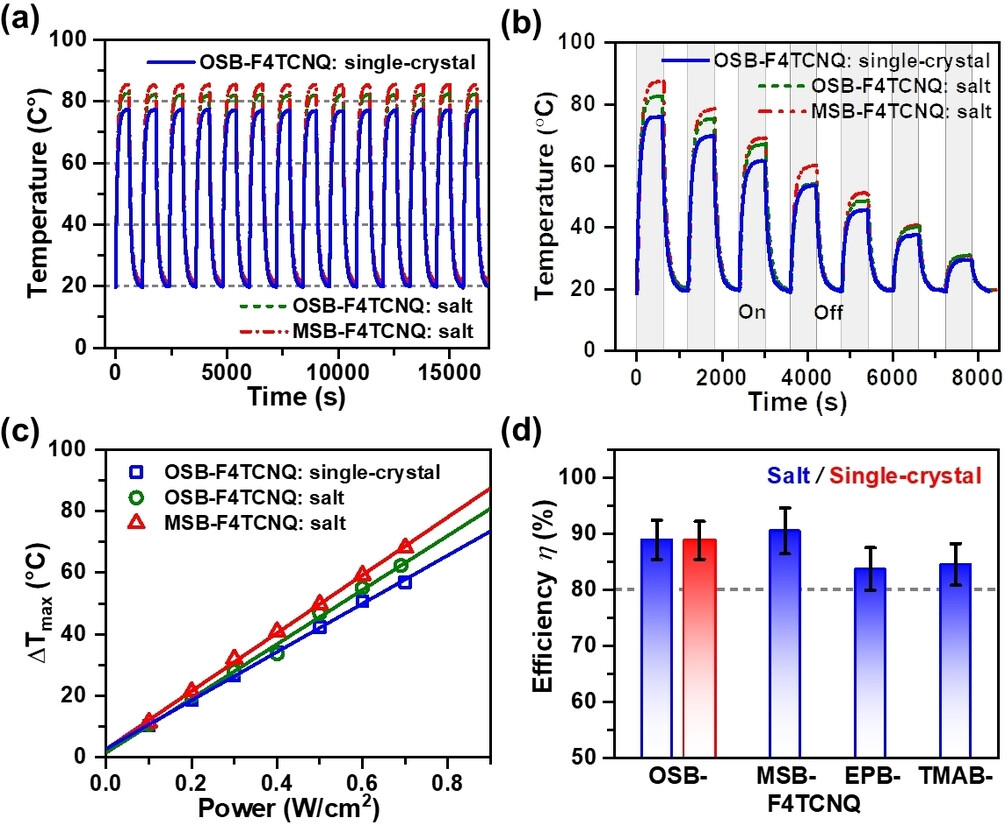 (a)
100
80
60
40
20
0
Temperature (C°)
OSB-F4TCNQ: single-crystal
OSB-F4TCNQ: salt
MSB-F4TCNQ: salt
0 5000 10000 15000
Time (s)
(b)
100
80
60
40
20
0
Temperature (°C)
OSB-F4TCNQ: single-crystal
OSB-F4TCNQ: salt
MSB-F4TCNQ: salt
On Off
0 2000 4000 6000 8000
Time (s)
(c)
100
80
60
40
20
0
ΔTmax (°C)
OSB-F4TCNQ: single-crystal
OSB-F4TCNQ: salt
MSB-F4TCNQ: salt
0.0 0.2 0.4 0.6 0.8
Power (W/cm²)
(d)
100
90
80
70
60
50
Efficiency η (%)
Salt / Single-crystal
OSB- MSB- EPB- TMAB-
F4TCNQ